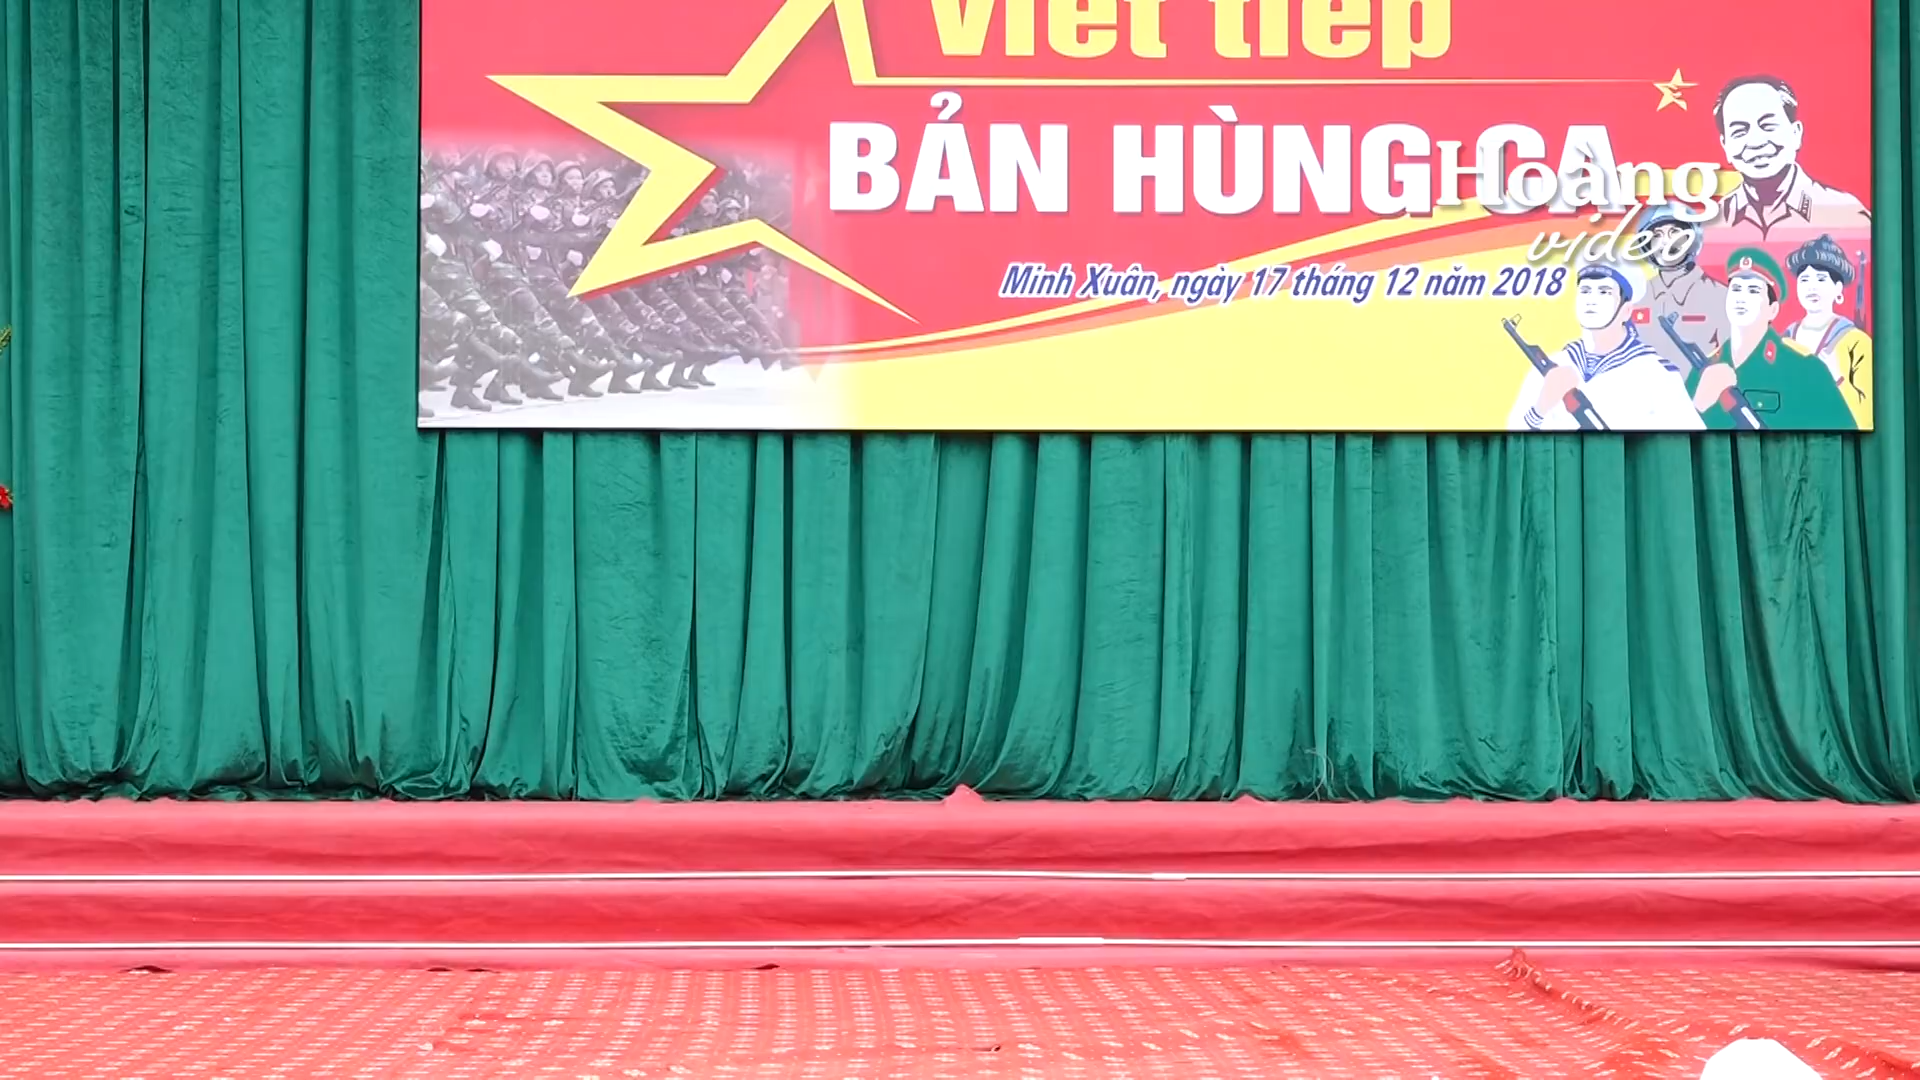 Viết tiếp
BẢN HÙNG CA
Hoàng
video
Minh Xuân, ngày 17 tháng 12 năm 2018